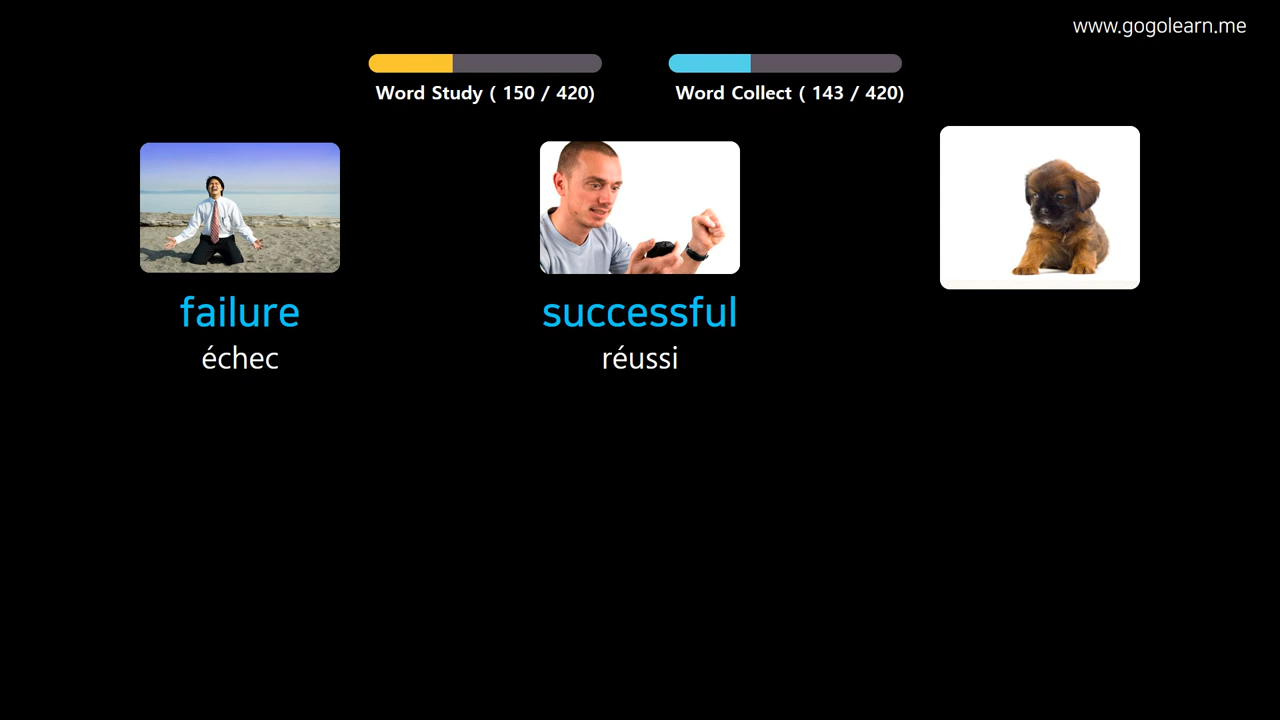 www.gogolearn.me
Word Study ( 150 / 420)
Word Collect ( 143 / 420)
failure
échec
successful
réussi